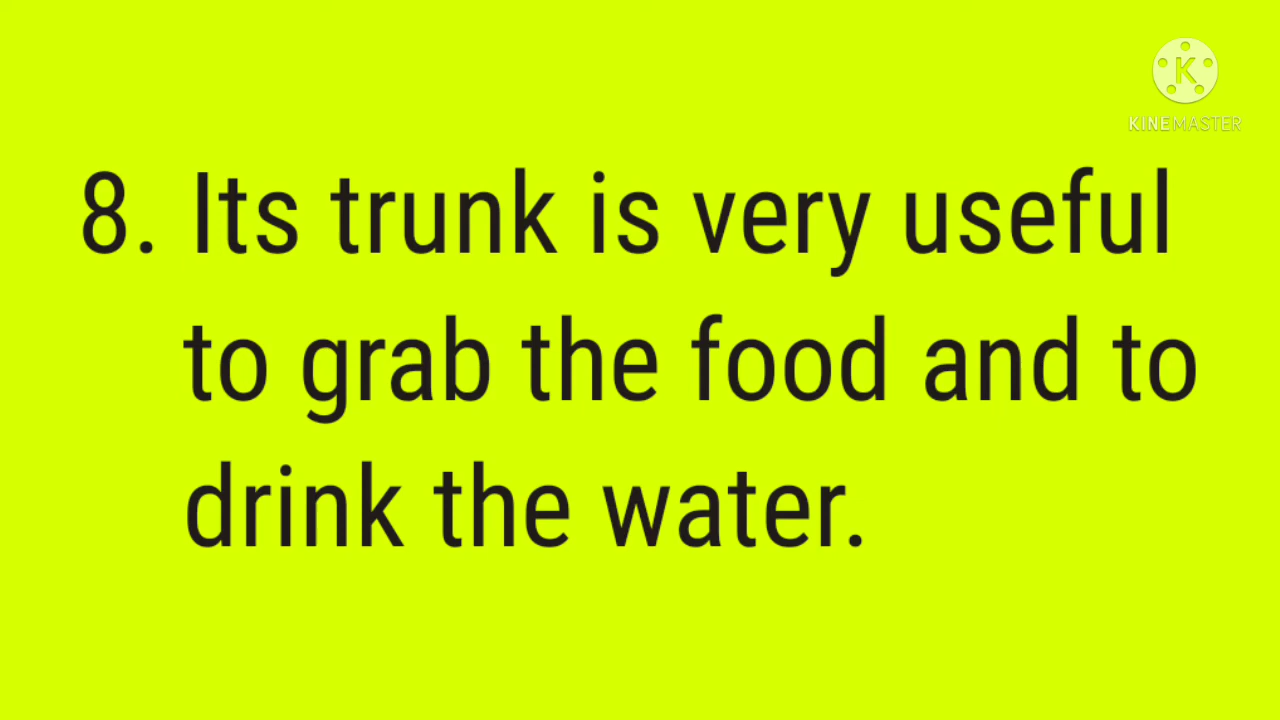 K
KINEMASTER
8. Its trunk is very useful
to grab the food and to
drink the water.